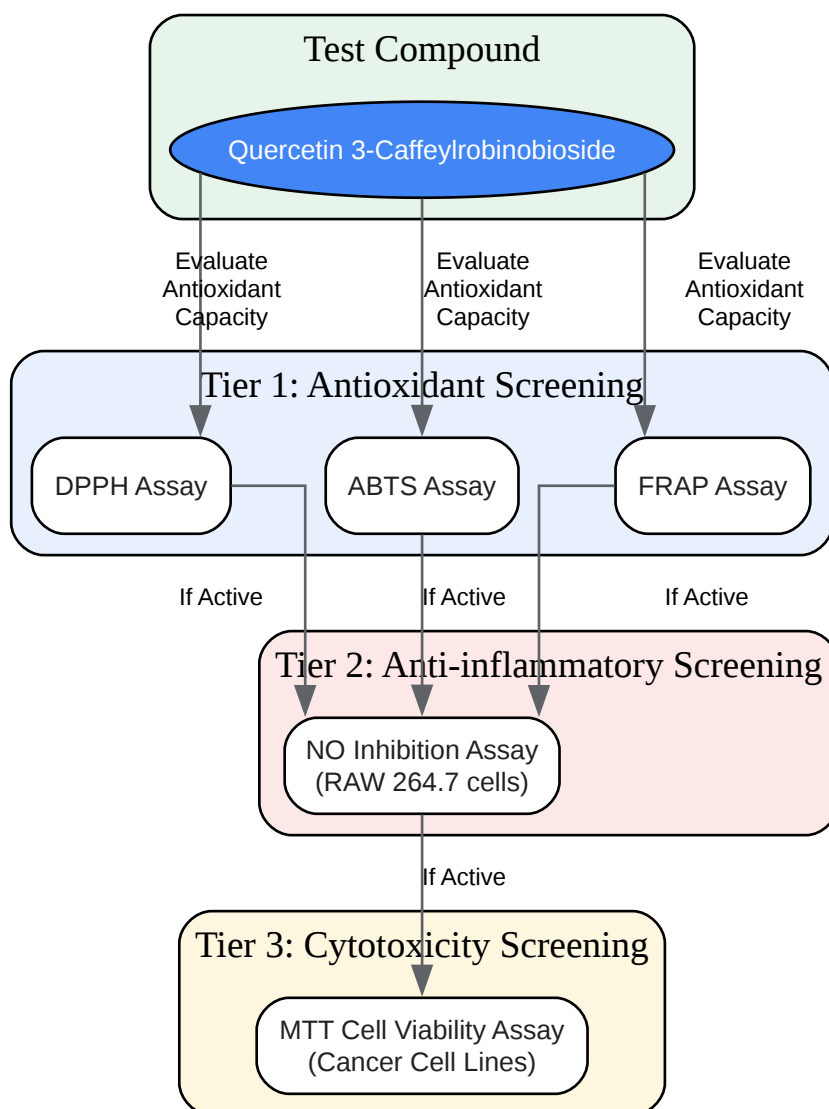 Test Compound
Quercetin 3-Caffeylrobinobioside
Evaluate
Antioxidant
Capacity
Evaluate
Antioxidant
Capacity
Evaluate
Antioxidant
Capacity
Tier 1: Antioxidant Screening
DPPH Assay
ABTS Assay
FRAP Assay
If Active
If Active
If Active
Tier 2: Anti-inflammatory Screening
NO Inhibition Assay
(RAW 264.7 cells)
If Active
Tier 3: Cytotoxicity Screening
MTT Cell Viability Assay
(Cancer Cell Lines)